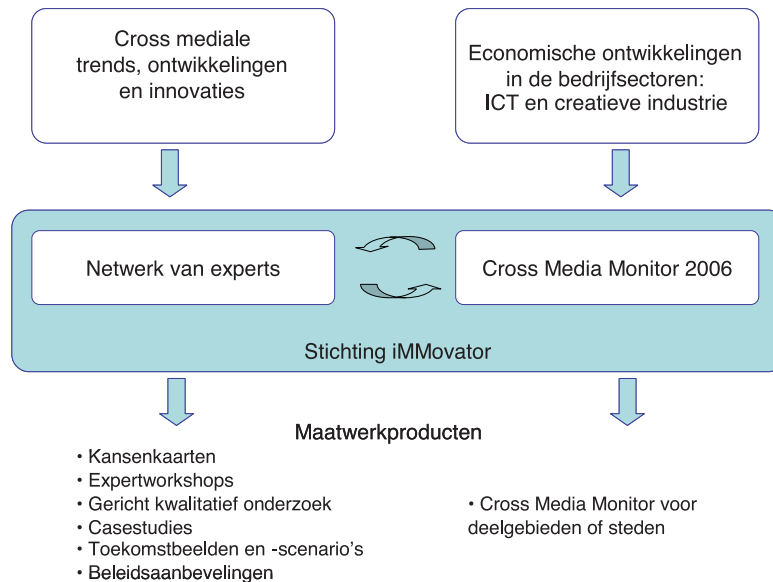 Cross mediale
trends, ontwikkelingen
en innovaties
Economische ontwikkelingen
in de bedrijfsectoren:
ICT en creatieve industrie
Netwerk van experts
Cross Media Monitor 2006
Stichting iMMovator
Maatwerkproducten
• Kansenkaarten
• Expertworkshops
• Gericht kwalitatief onderzoek
• Casestudies
• Toekomstbeelden en -scenario’s
• Beleidsaanbevelingen
• Cross Media Monitor voor
deelgebieden of steden